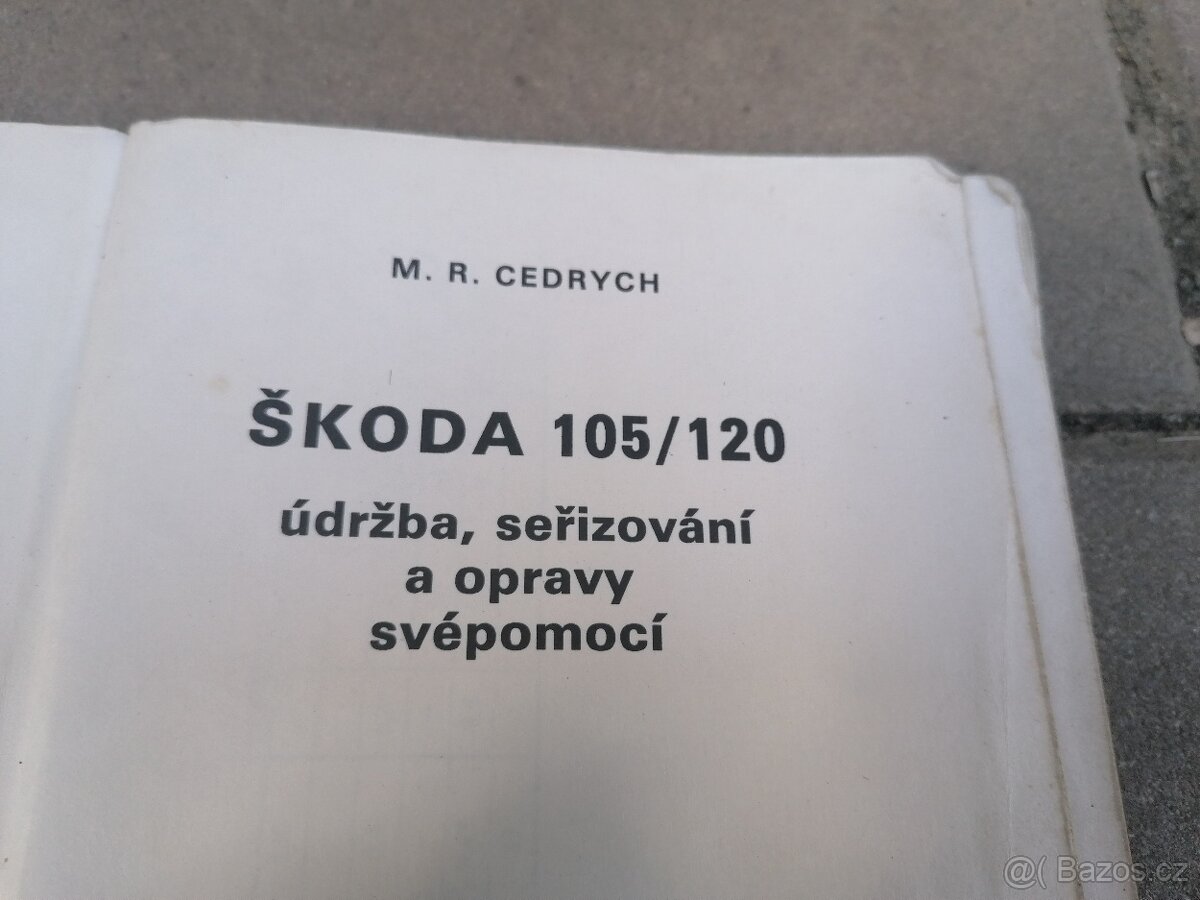 M. R. CEDRYCH
ŠKODA 105/120
údržba, seřizování
a opravy
svépomocí
@( Bazos.cz